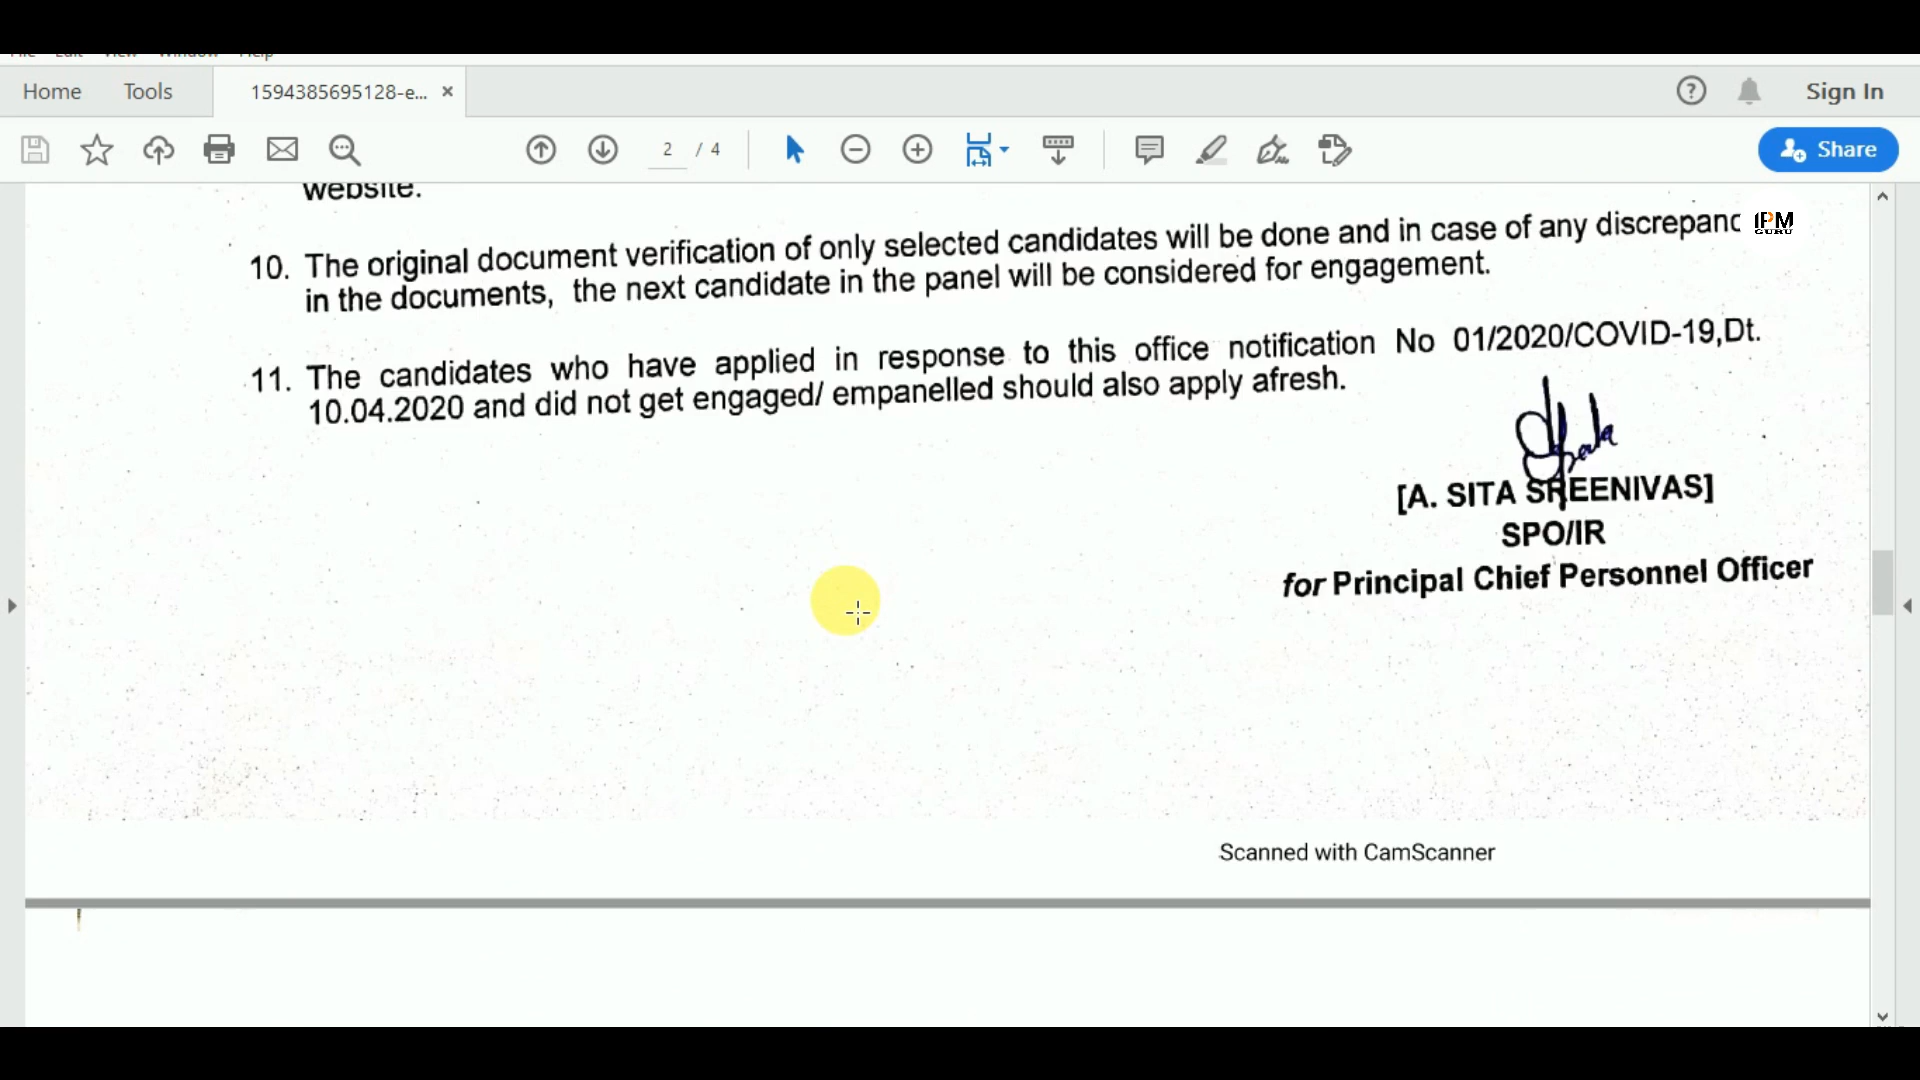 Home
Tools
1594385695128-e...
Sign In
2 / 4
Share
website.
IPM
GURU
10. The original document verification of only selected candidates will be done and in case of any discrepanc
in the documents, the next candidate in the panel will be considered for engagement.
11. The candidates who have applied in response to this office notification No 01/2020/COVID-19,Dt.
10.04.2020 and did not get engaged/ empanelled should also apply afresh.
[A. SITA SREENIVAS]
SPO/IR
for Principal Chief Personnel Officer
Scanned with CamScanner